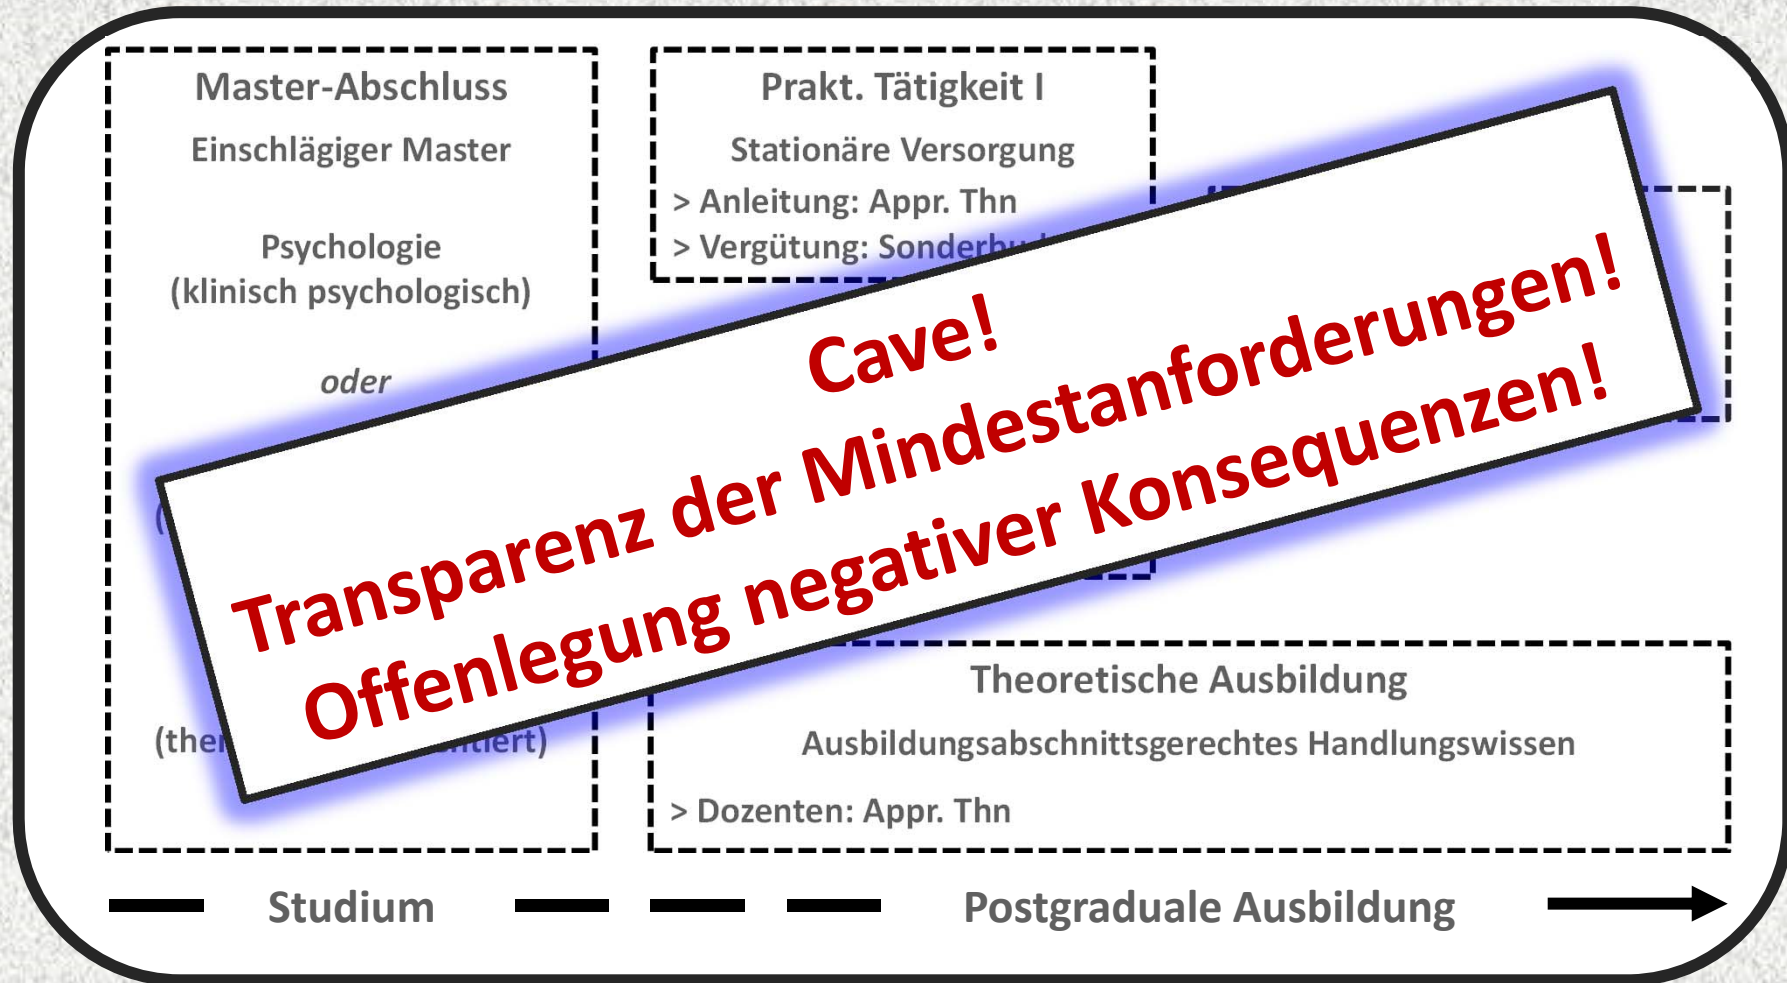 Master-Abschluss
Einschlägiger Master
Psychologie
(klinisch psychologisch)
oder
Prakt. Tätigkeit I
Stationäre Versorgung
> Anleitung: Appr. Thn
> Vergütung:
Cave!
Transparenz der Mindestanforderungen!
Offenlegung negativer Konsequenzen!
Theoretische Ausbildung
Ausbildungsabschnittsgerechtes Handlungswissen
> Dozenten: Appr. Thn
Studium
Postgraduale Ausbildung